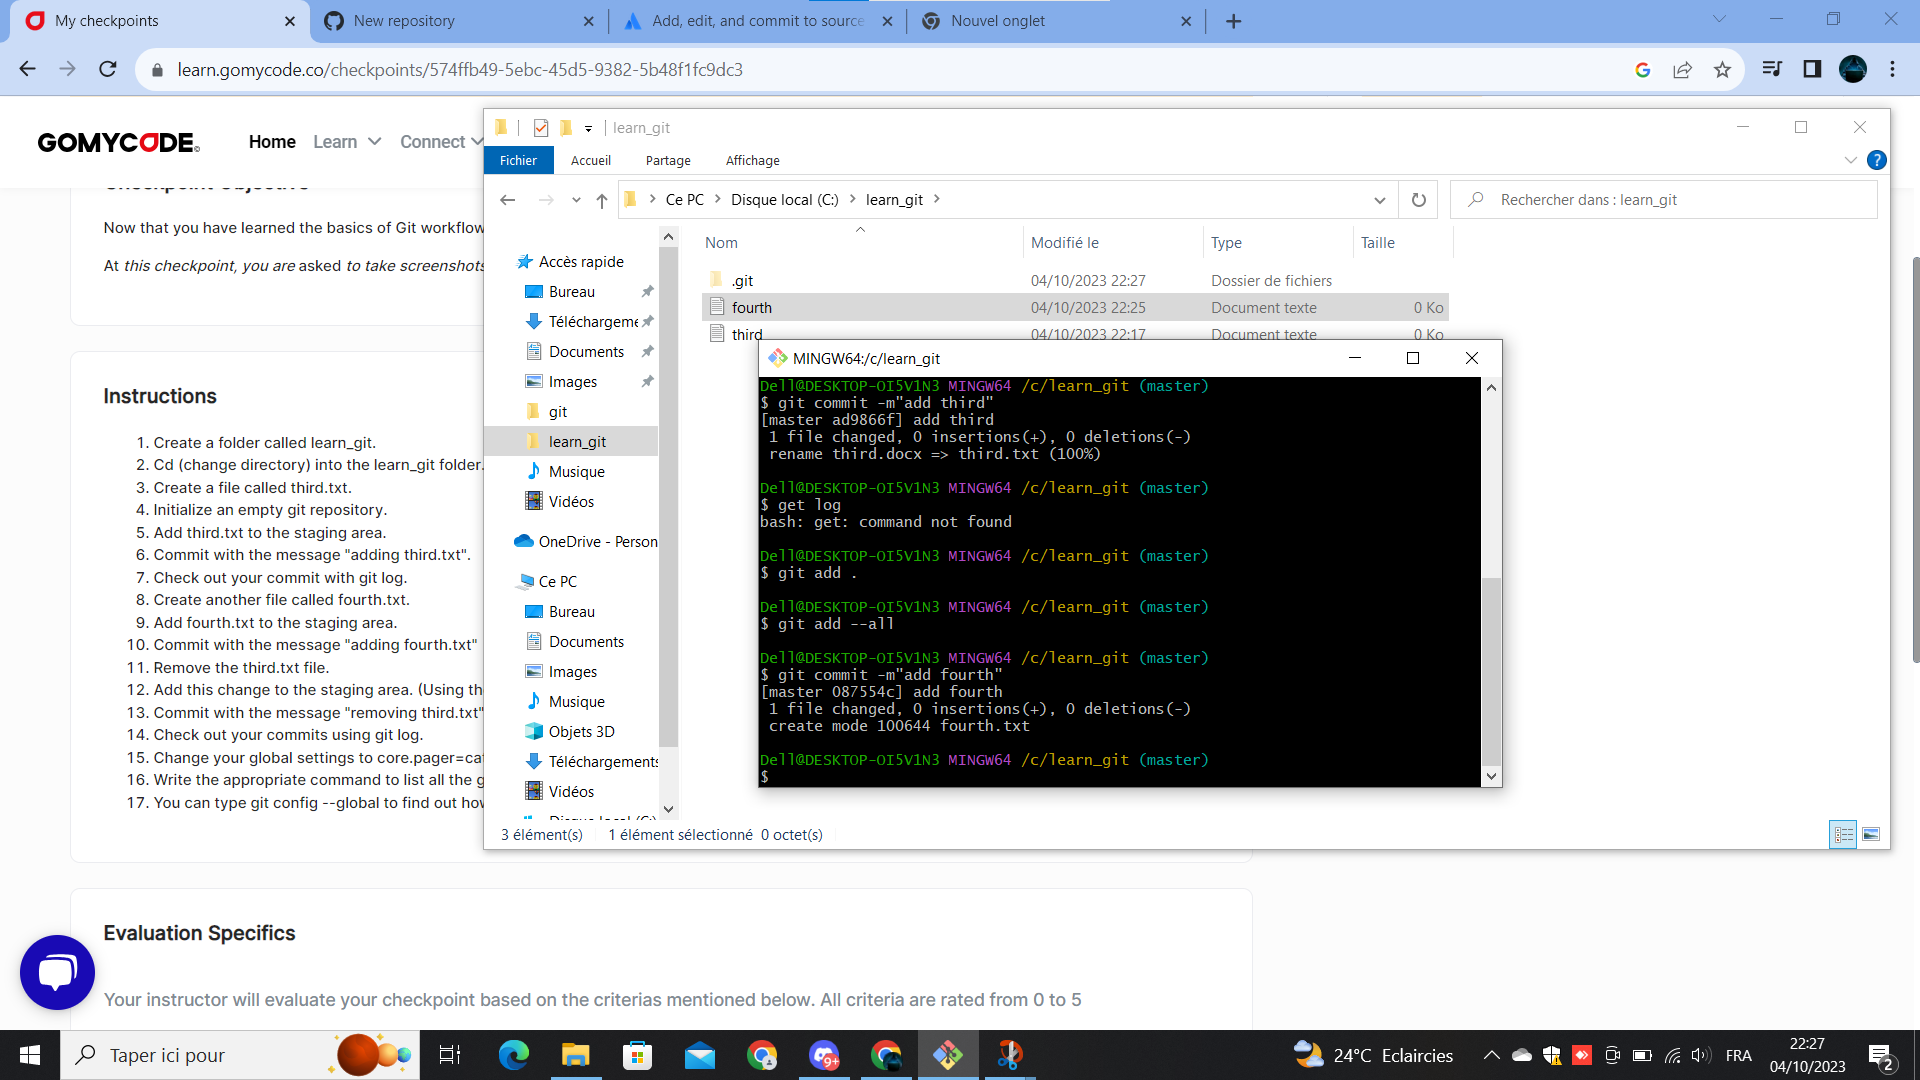 My checkpoints
New repository
Add, edit, and commit to source
Nouvel onglet
learn.gomycode.co/checkpoints/574ffb49-5ebc-45d5-9382-5b48f1fc9dc3
GOMYCODE
Home
Learn
Connect
Checkpoint Objective
Now that you have learned the basics of Git workflow
At this checkpoint, you are asked to take screenshots
Instructions
1. Create a folder called learn_git.
2. Cd (change directory) into the learn_git folder.
3. Create a file called third.txt.
4. Initialize an empty git repository.
5. Add third.txt to the staging area.
6. Commit with the message "adding third.txt".
7. Check out your commit with git log.
8. Create another file called fourth.txt.
9. Add fourth.txt to the staging area.
10. Commit with the message "adding fourth.txt"
11. Remove the third.txt file.
12. Add this change to the staging area. (Using th
13. Commit with the message "removing third.txt"
14. Check out your commits using git log.
15. Change your global settings to core.pager=cat
16. Write the appropriate command to list all the g
17. You can type git config --global to find out how
Evaluation Specifics
Your instructor will evaluate your checkpoint based on the criterias mentioned below. All criteria are rated from 0 to 5
learn_git
Fichier
Accueil
Partage
Affichage
?
Ce PC
Disque local (C:)
learn_git
Rechercher dans : learn_git
Nom
Modifié le
Type
Taille
.git
04/10/2023 22:27
Dossier de fichiers
fourth
04/10/2023 22:25
Document texte
0 Ko
third
04/10/2023 22:17
Document texte
0 Ko
Accès rapide
Bureau
Téléchargeme
Documents
Images
git
learn_git
Musique
Vidéos
OneDrive - Person
Ce PC
Bureau
Documents
Images
Musique
Objets 3D
Téléchargements
Vidéos
Disque local (C:)
3 élément(s)
1 élément sélectionné 0 octet(s)
MINGW64:/c/learn_git
Dell@DESKTOP-OI5V1N3 MINGW64 /c/learn_git (master)
$ git commit -m"add third"
[master ad9866f] add third
1 file changed, 0 insertions(+), 0 deletions(-)
rename third.docx => third.txt (100%)
Dell@DESKTOP-OI5V1N3 MINGW64 /c/learn_git (master)
$ get log
bash: get: command not found
Dell@DESKTOP-OI5V1N3 MINGW64 /c/learn_git (master)
$ git add .
Dell@DESKTOP-OI5V1N3 MINGW64 /c/learn_git (master)
$ git add --all
Dell@DESKTOP-OI5V1N3 MINGW64 /c/learn_git (master)
$ git commit -m"add fourth"
[master 087554c] add fourth
1 file changed, 0 insertions(+), 0 deletions(-)
create mode 100644 fourth.txt
Dell@DESKTOP-OI5V1N3 MINGW64 /c/learn_git (master)
$
Taper ici pour
9+
24°C Eclaircies
FRA
22:27
04/10/2023
2